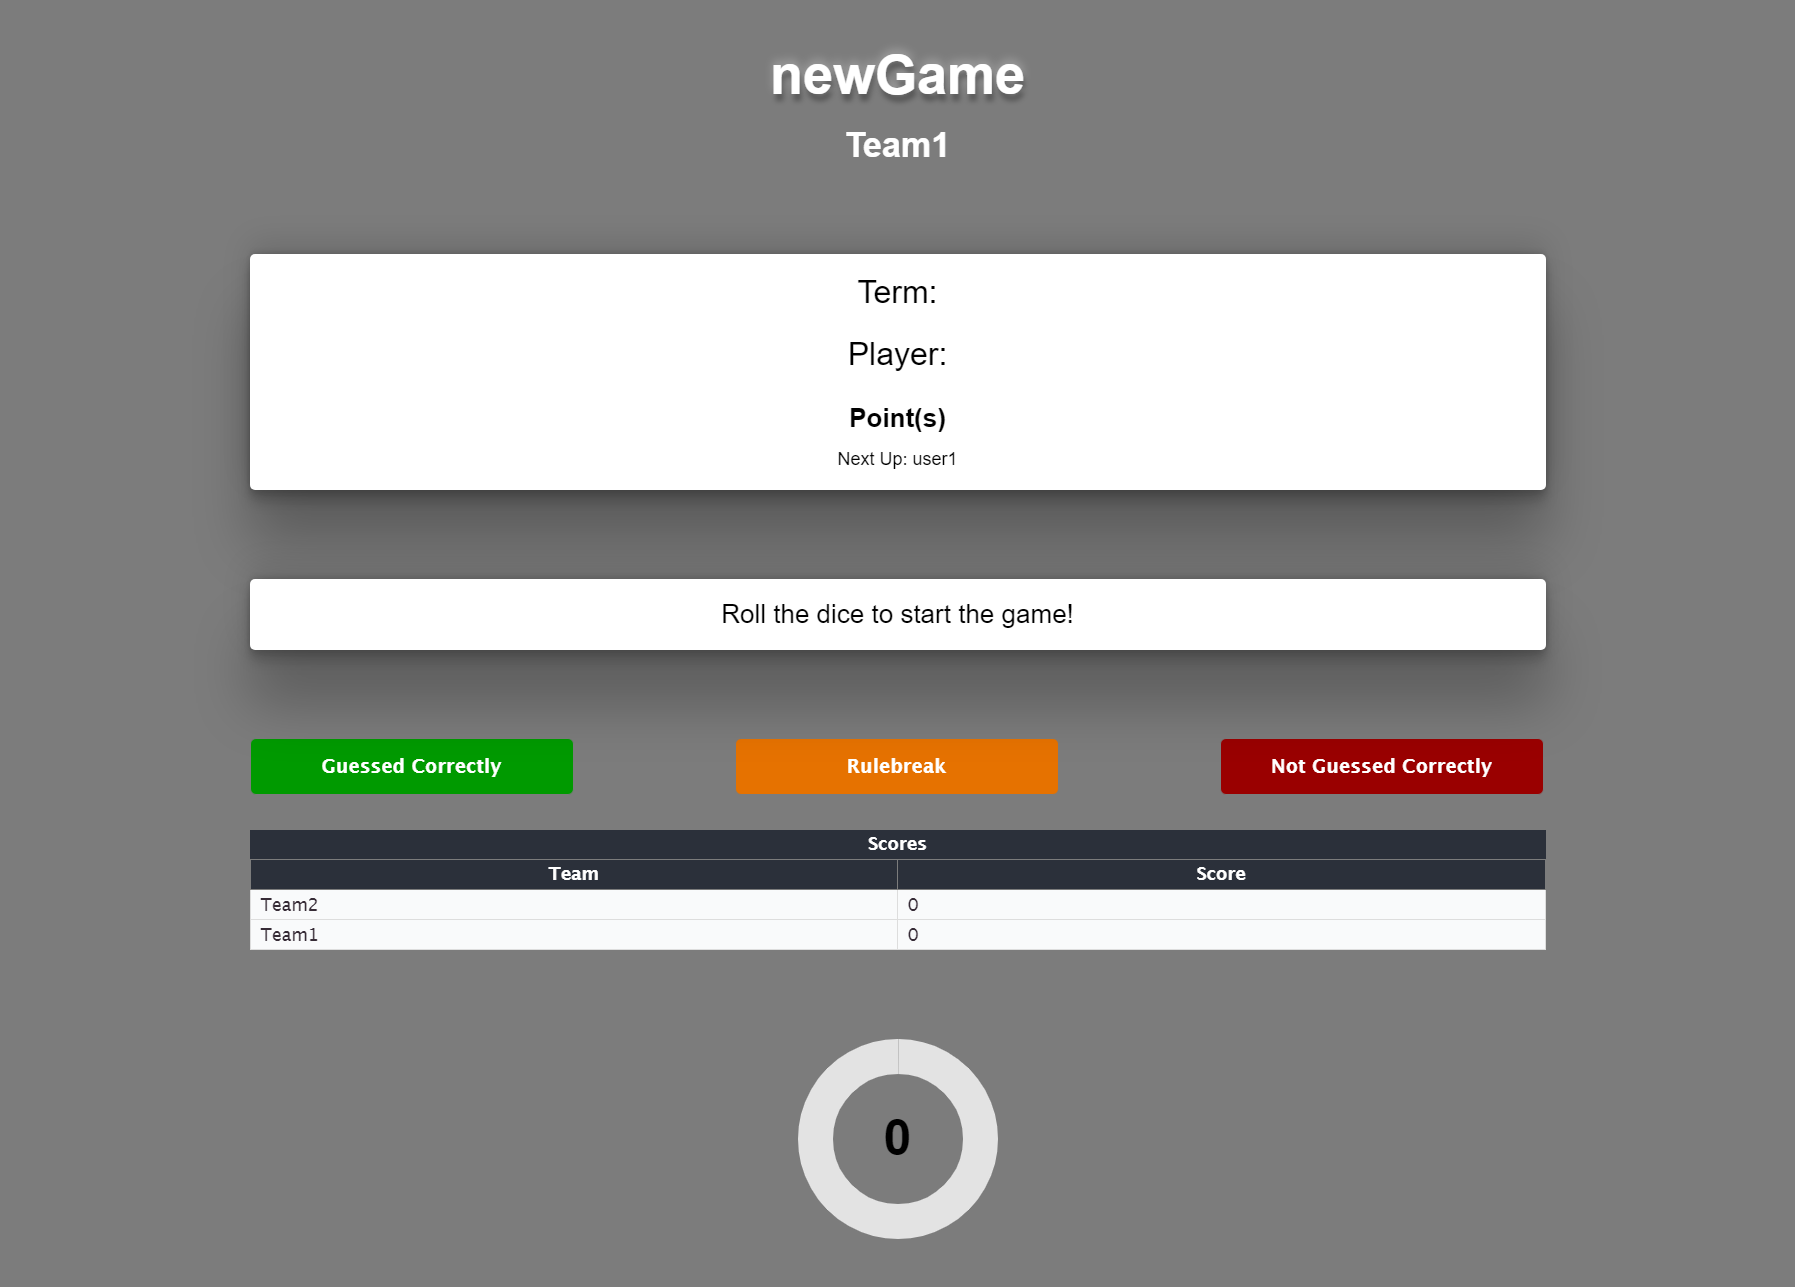 newGame
Team1
Term:
Player:
Point(s)
Next Up: user1
Roll the dice to start the game!
Guessed Correctly Rulebreak Not Guessed Correctly
Scores
Team Score
Team2 0
Team1 0
0